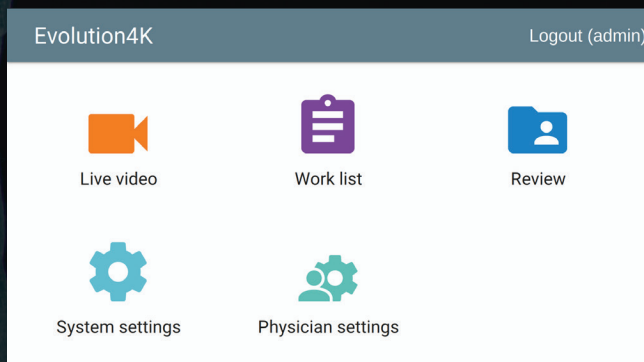 Evolution4K
Logout (admin)
Live video
Work list
Review
System settings
Physician settings